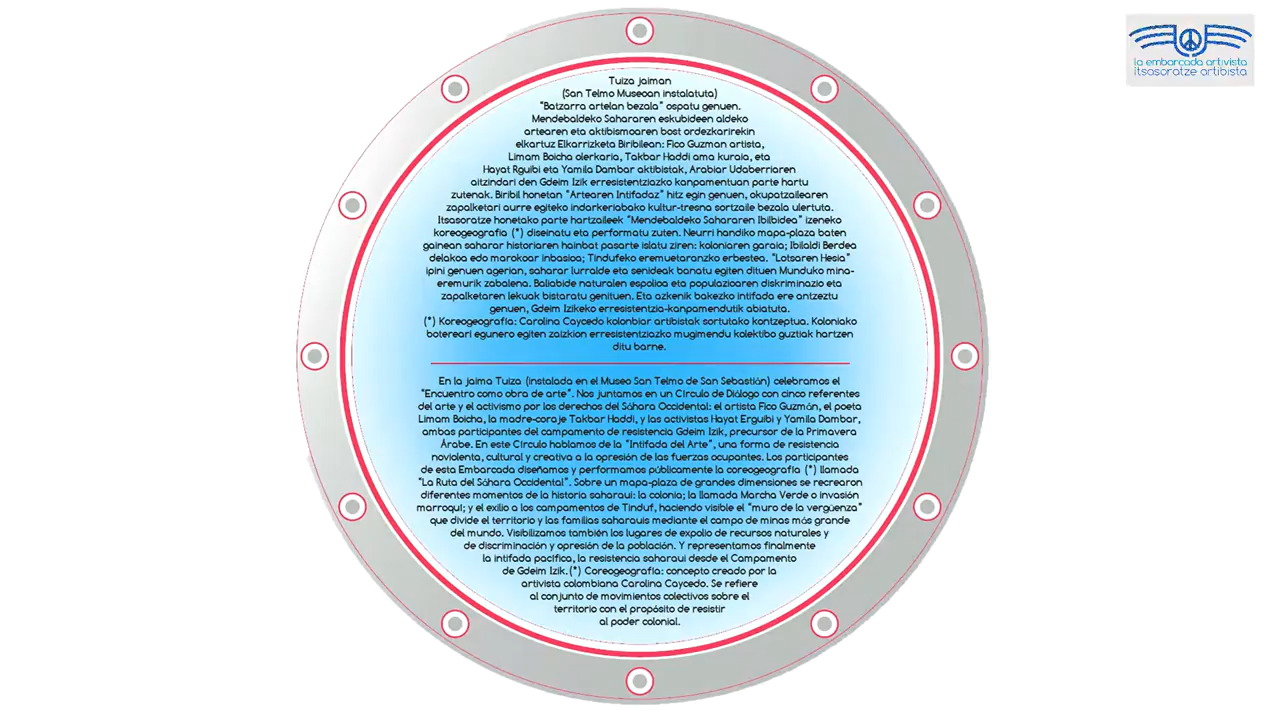 la embarcada artivista
itsasoratze artibista
Tuiza jaiman
(San Telmo Museoan instalatuta)
"Batzarra artelan bezala" ospatu genuen.
Mendebaldeko Sahararen eskubideen aldeko
artearen eta aktibismoaren bost ordezkarirekin
elkartuz Elkarrizketa Biribilean: Fico Guzman artista,
Limam Boicha olerkaria, Takbar Haddi ama kuraia, eta
Hayat Rguibi eta Yamila Dambar aktibistak, Arabiar Udaberriaren
aitzindari den Gdeim Izik erresistentziazko kanpamentuan parte hartu
zutenak. Biribil honetan "Artearen Intifadaz" hitz egin genuen, okupatzailearen
zapalketari aurre egiteko indarkeriabako kultur-tresna sortzaile bezala ulertuta.
Itsasoratze honetako parte hartzaileek "Mendebaldeko Sahararen Ibilbidea" izeneko
koreogeografia (*) diseinatu eta performatu zuten. Neurri handiko mapa-plaza baten
gainean saharar historiaren hainbat pasarte islatu ziren: koloniaren garaia; Ibilaldi Berdea
delakoa edo marokoar inbasioa; Tindufeko eremuetaranzko erbestea. "Lotsaren Hesia"
ipini genuen agerian, saharar lurralde eta senideak banatu egiten dituen Munduko mina-
eremurik zabalena. Baliabide naturalen espolioa eta populazioaren diskriminazio eta
zapalketaren lekuak bistaratu genituen. Eta azkenik bakezko intifada ere antzeztu
genuen, Gdeim Izikeko erresistentzia-kanpamendutik abiatuta.
(*) Koreogeografia: Carolina Caycedo kolonbiar artibistak sortutako kontzeptua. Koloniako
botereari egunero egiten zaizkion erresistentziazko mugimendu kolektibo guztiak hartzen
ditu barne.
En la jaima Tuiza (instalada en el Museo San Telmo de San Sebastián) celebramos el
"Encuentro como obra de arte". Nos juntamos en un Círculo de Diálogo con cinco referentes
del arte y el activismo por los derechos del Sáhara Occidental: el artista Fico Guzmán, el poeta
Limam Boicha, la madre-coraje Takbar Haddi, y las activistas Hayat Erguibi y Yamila Dambar,
ambas participantes del campamento de resistencia Gdeim Izik, precursor de la Primavera
Árabe. En este Círculo hablamos de la "Intifada del Arte", una forma de resistencia
noviolenta, cultural y creativa a la opresión de las fuerzas ocupantes. Los participantes
de esta Embarcada diseñamos y performamos públicamente la coreogeografía (*) llamada
"La Ruta del Sáhara Occidental". Sobre un mapa-plaza de grandes dimensiones se recrearon
diferentes momentos de la historia saharaui: la colonia; la llamada Marcha Verde o invasión
marroquí; y el exilio a los campamentos de Tinduf, haciendo visible el "muro de la vergüenza"
que divide el territorio y las familias saharauis mediante el campo de minas más grande
del mundo. Visibilizamos también los lugares de expolio de recursos naturales y
de discriminación y opresión de la población. Y representamos finalmente
la intifada pacífica, la resistencia saharaui desde el Campamento
de Gdeim Izik.(*) Coreogeografía: concepto creado por la
artivista colombiana Carolina Caycedo. Se refiere
al conjunto de movimientos colectivos sobre el
territorio con el propósito de resistir
al poder colonial.